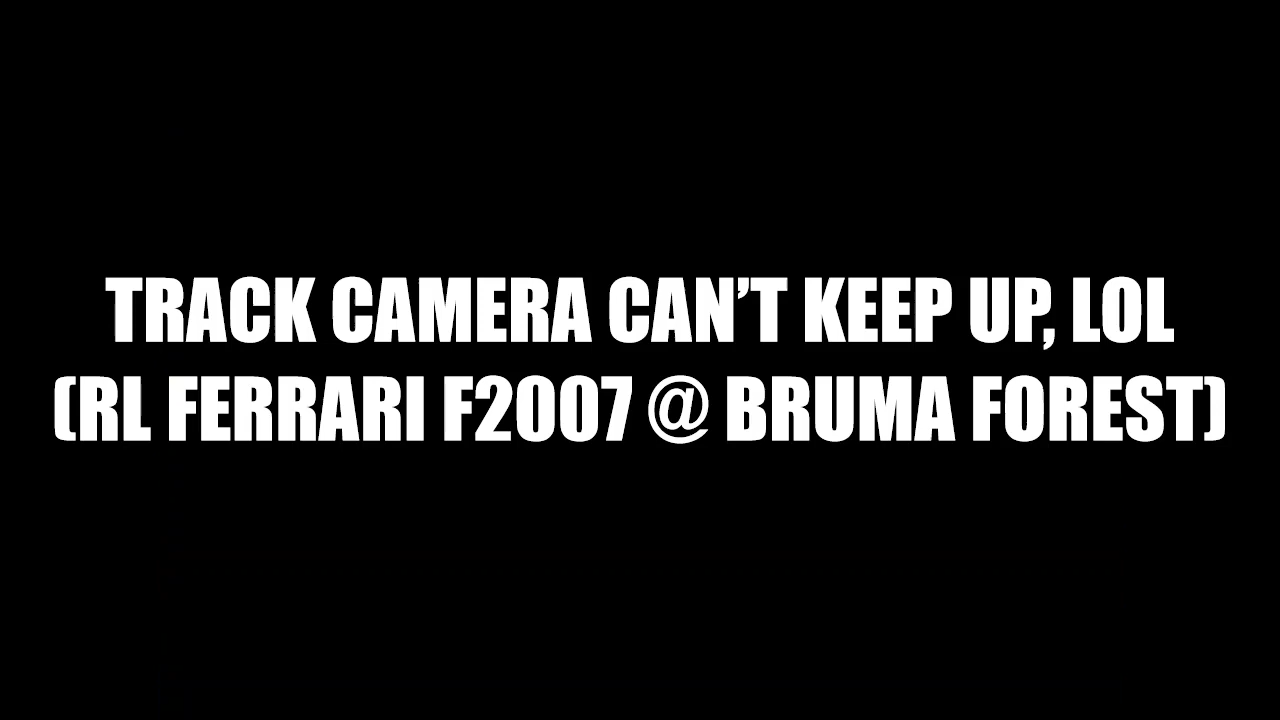 TRACK CAMERA CAN’T KEEP UP, LOL
(RL FERRARI F2007 @ BRUMA FOREST)